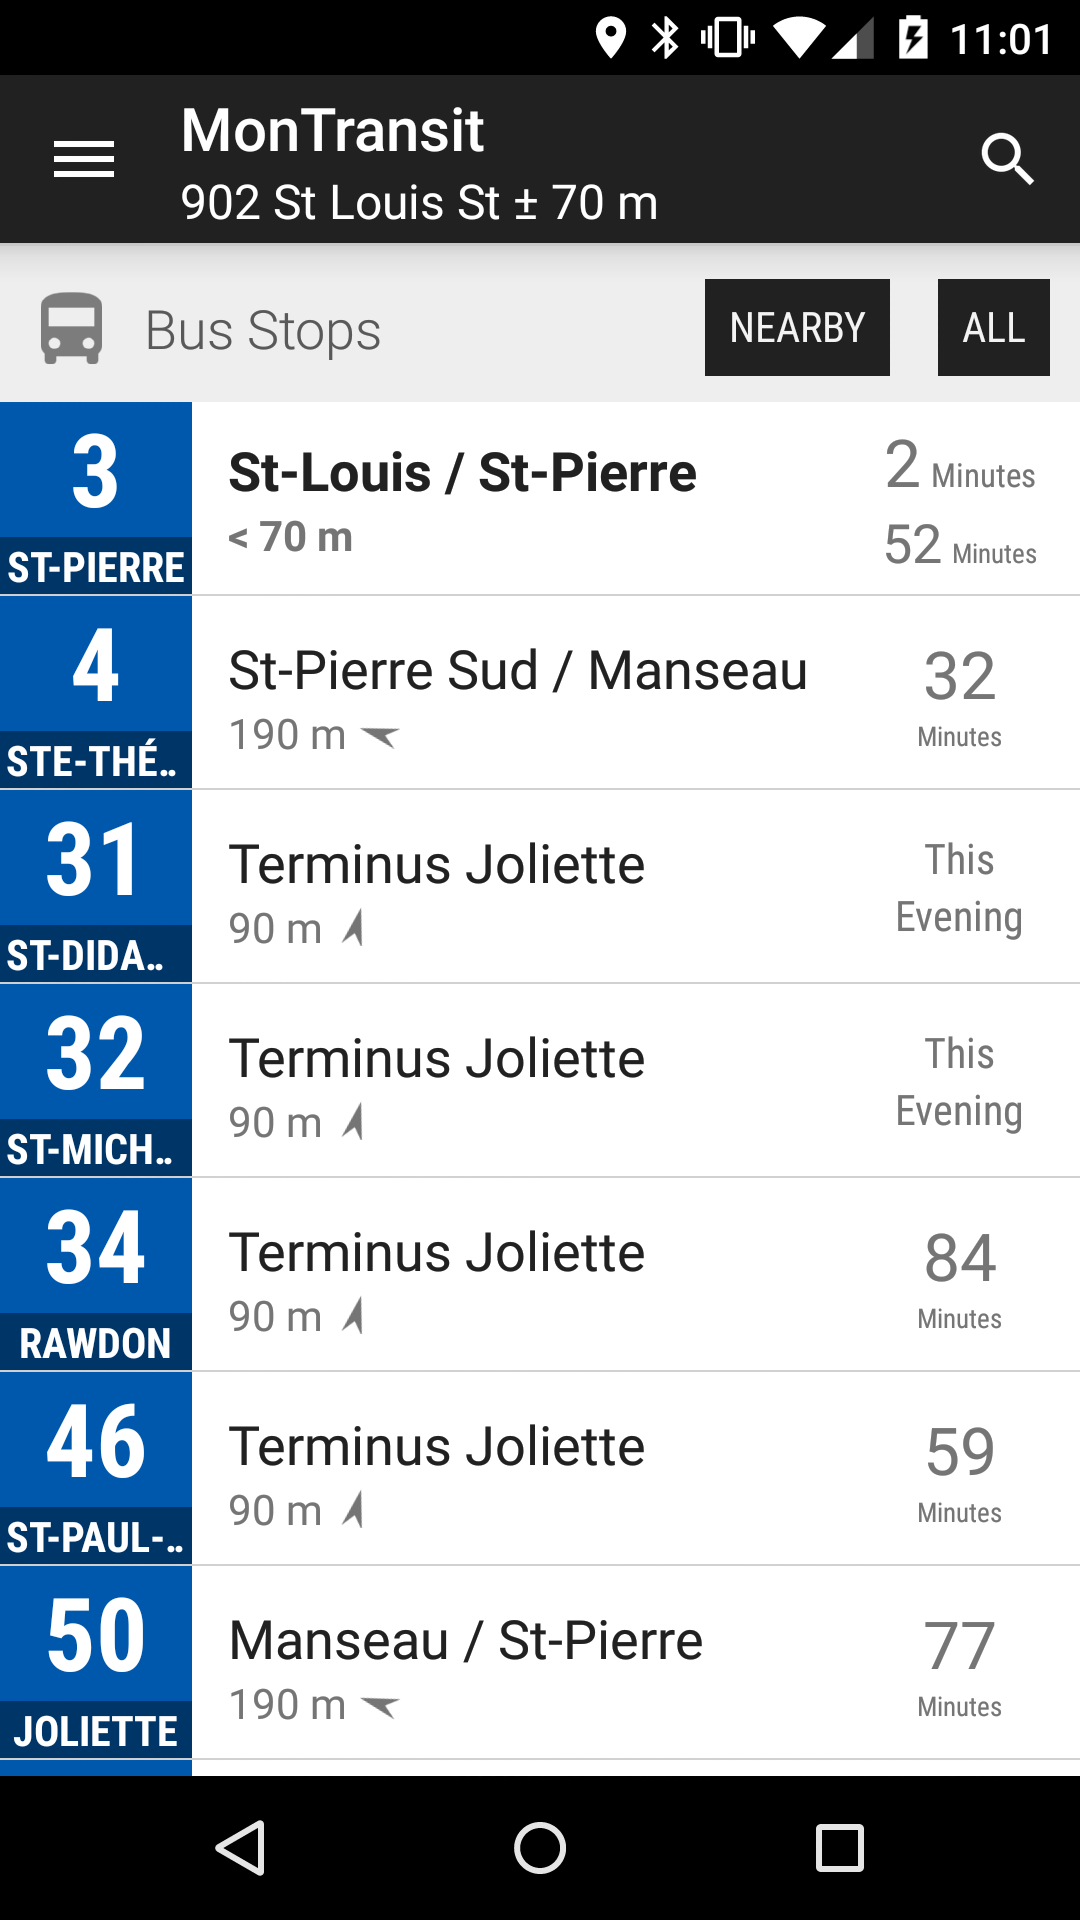 11:01
MonTransit
902 St Louis St ± 70 m
Bus Stops NEARBY ALL
3 St-Louis / St-Pierre 2 Minutes
ST-PIERRE < 70 m 52 Minutes
4 St-Pierre Sud / Manseau 32
STE-THÉ.. 190 m Minutes
31 Terminus Joliette This
ST-DIDA.. 90 m Evening
32 Terminus Joliette This
ST-MICH.. 90 m Evening
34 Terminus Joliette 84
RAWDON 90 m Minutes
46 Terminus Joliette 59
ST-PAUL-.. 90 m Minutes
50 Manseau / St-Pierre 77
JOLIETTE 190 m Minutes